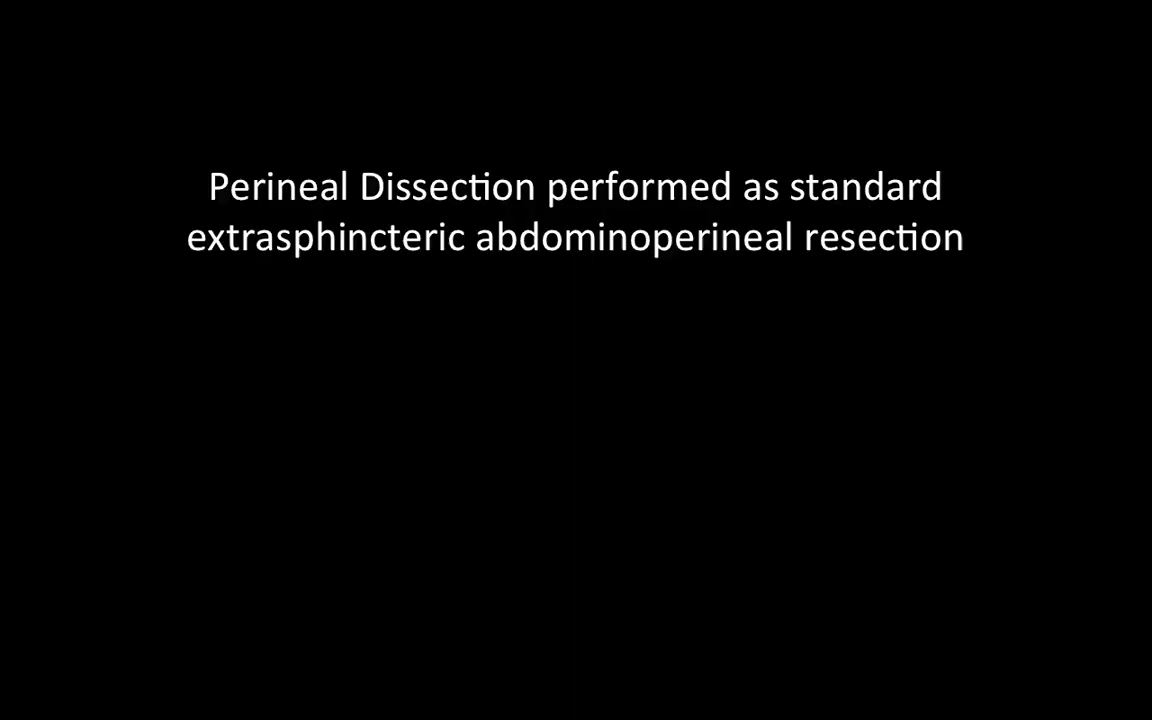 Perineal Dissection performed as standard
extrasphincteric abdominoperineal resection